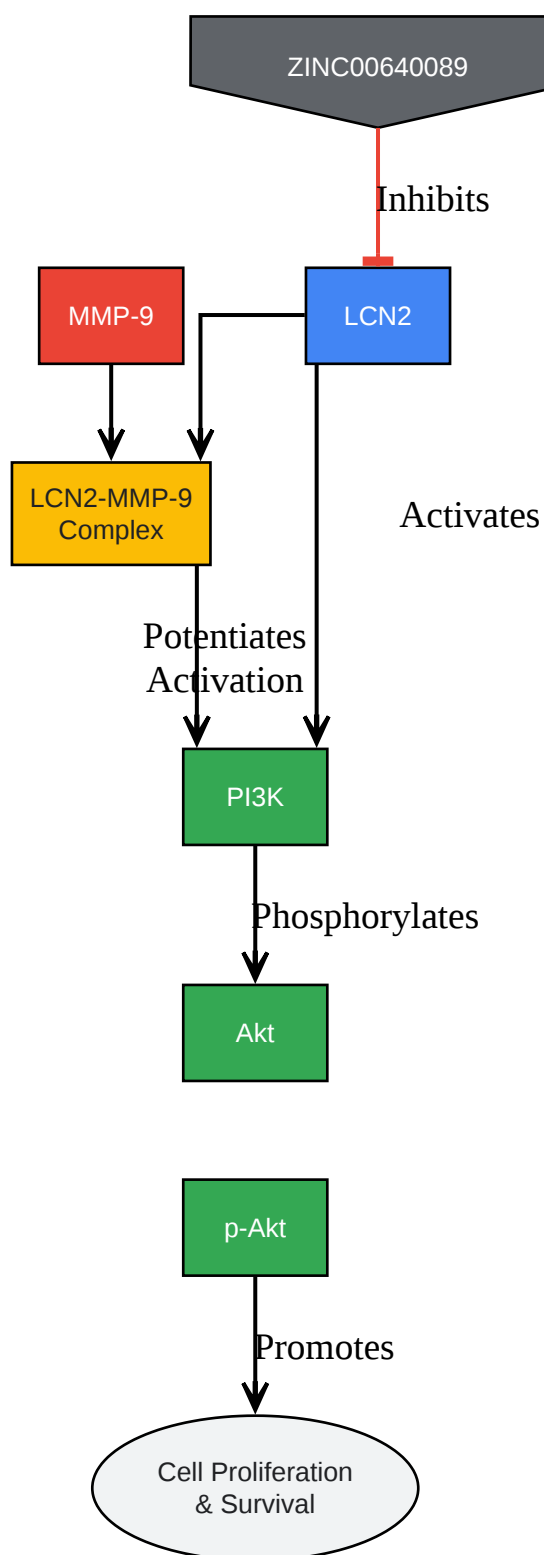 ZINC00640089
Inhibits
MMP-9
LCN2
LCN2-MMP-9
Complex
Activates
Potentiates
Activation
PI3K
Phosphorylates
Akt
p-Akt
Promotes
Cell Proliferation
& Survival